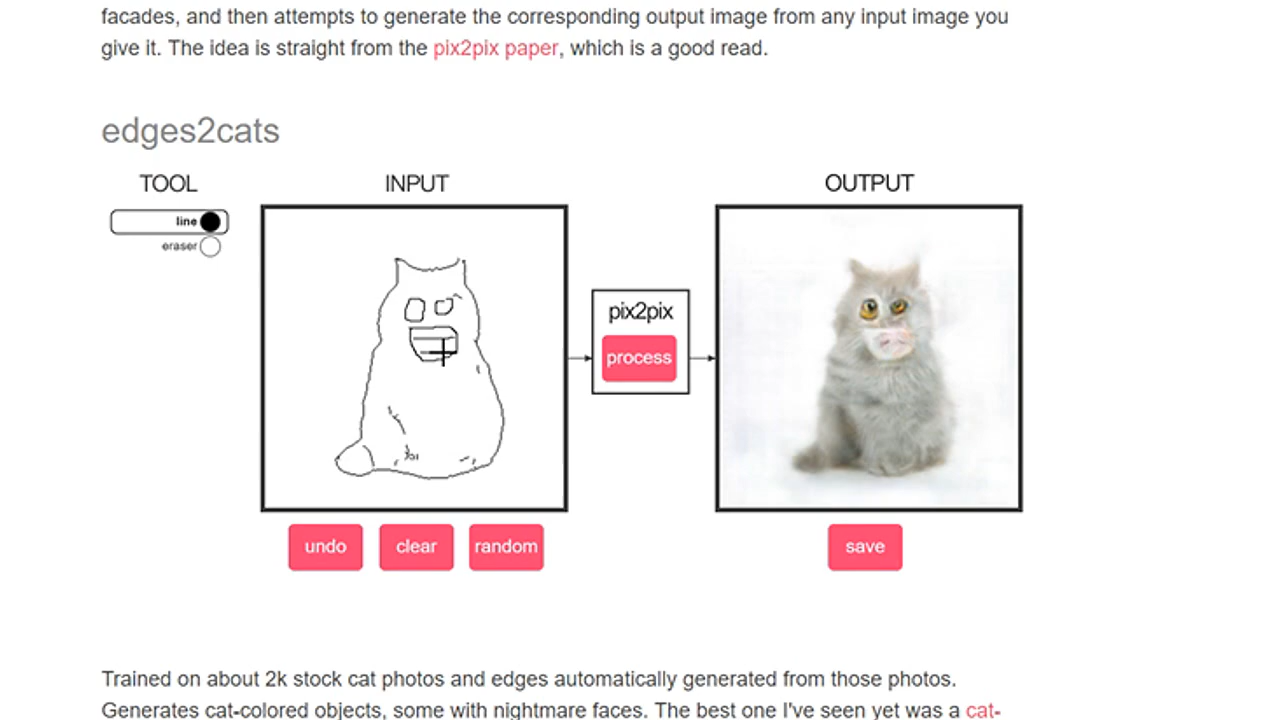 facades, and then attempts to generate the corresponding output image from any input image you
give it. The idea is straight from the pix2pix paper, which is a good read.
edges2cats
TOOL
INPUT
OUTPUT
line
eraser
pix2pix
process
undo
clear
random
save
Trained on about 2k stock cat photos and edges automatically generated from those photos.
Generates cat-colored objects, some with nightmare faces. The best one I've seen yet was a cat-